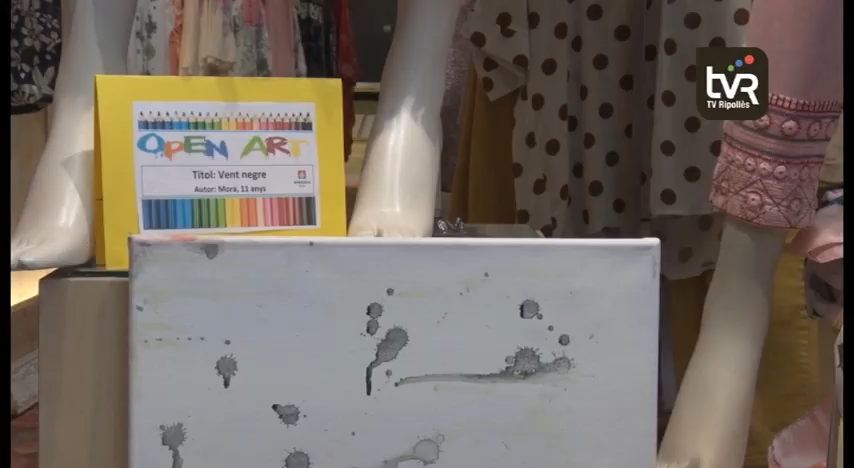 OPEN ART
Títol: Vent negre
Autor: Mora, 11 anys
tvR
TV Ripollès